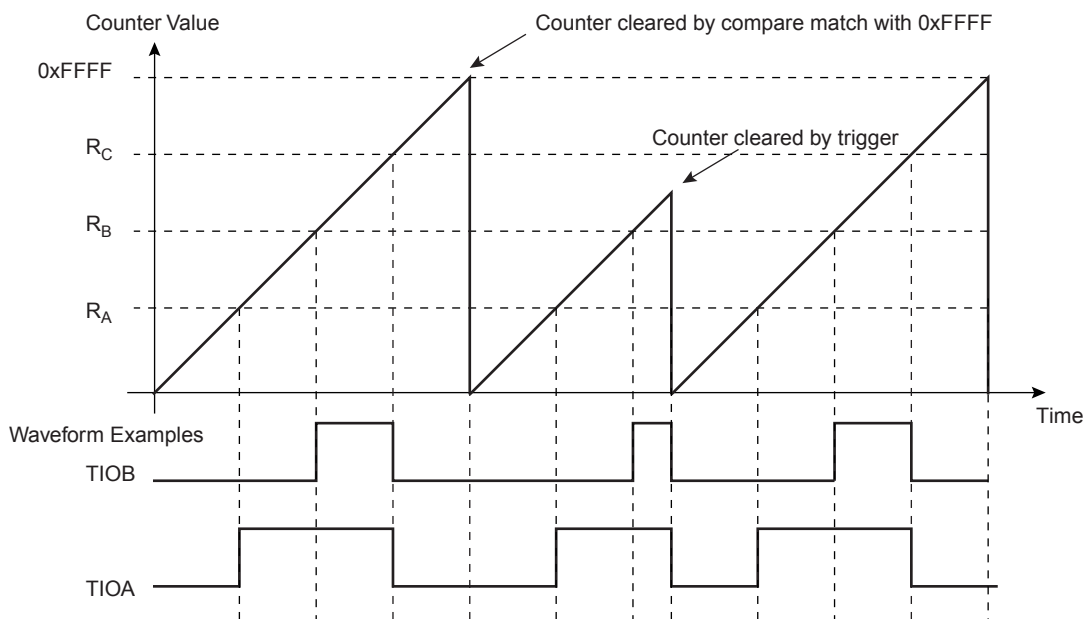 Counter Value
Counter cleared by compare match with 0xFFFF
0xFFFF
Counter cleared by trigger
RC
RB
RA
Time
Waveform Examples
TIOB
TIOA